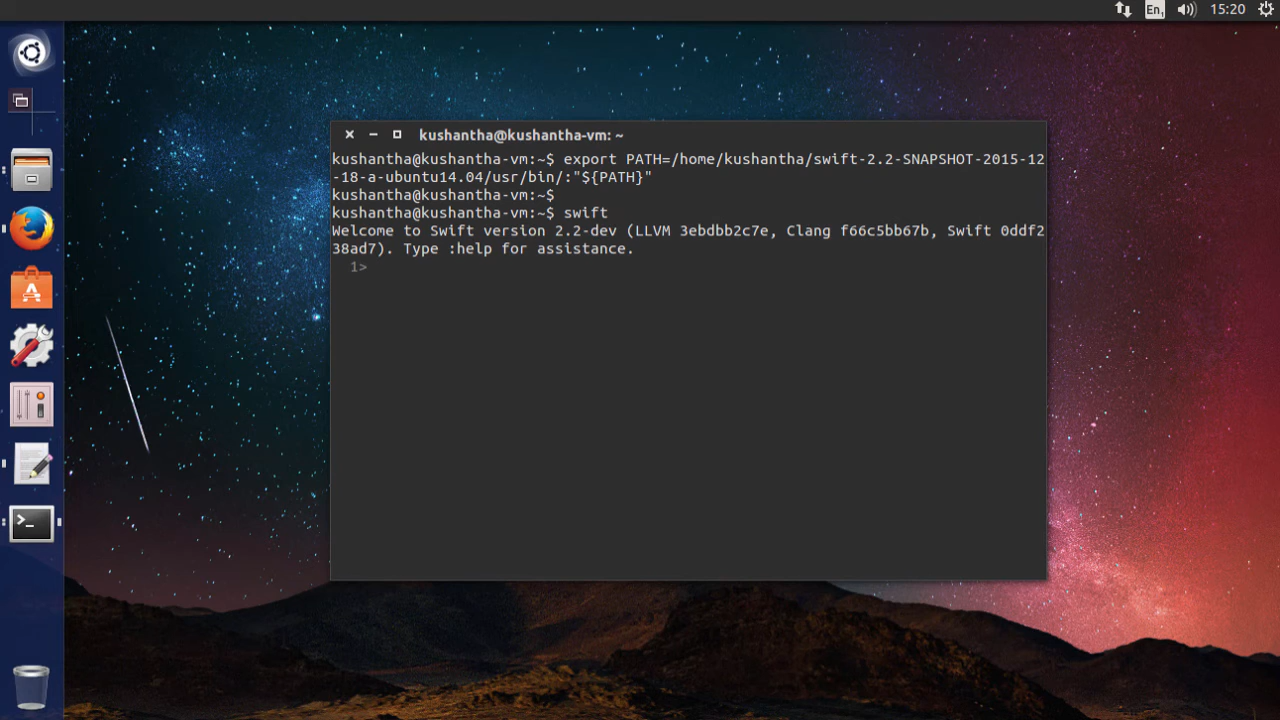 En1 15:20
kushantha@kushantha-vm: ~
kushantha@kushantha-vm:~$ export PATH=/home/kushantha/swift-2.2-SNAPSHOT-2015-12
-18-a-ubuntu14.04/usr/bin/:"${PATH}"
kushantha@kushantha-vm:~$
kushantha@kushantha-vm:~$ swift
Welcome to Swift version 2.2-dev (LLVM 3ebdbb2c7e, Clang f66c5bb67b, Swift 0ddf2
38ad7). Type :help for assistance.
1>